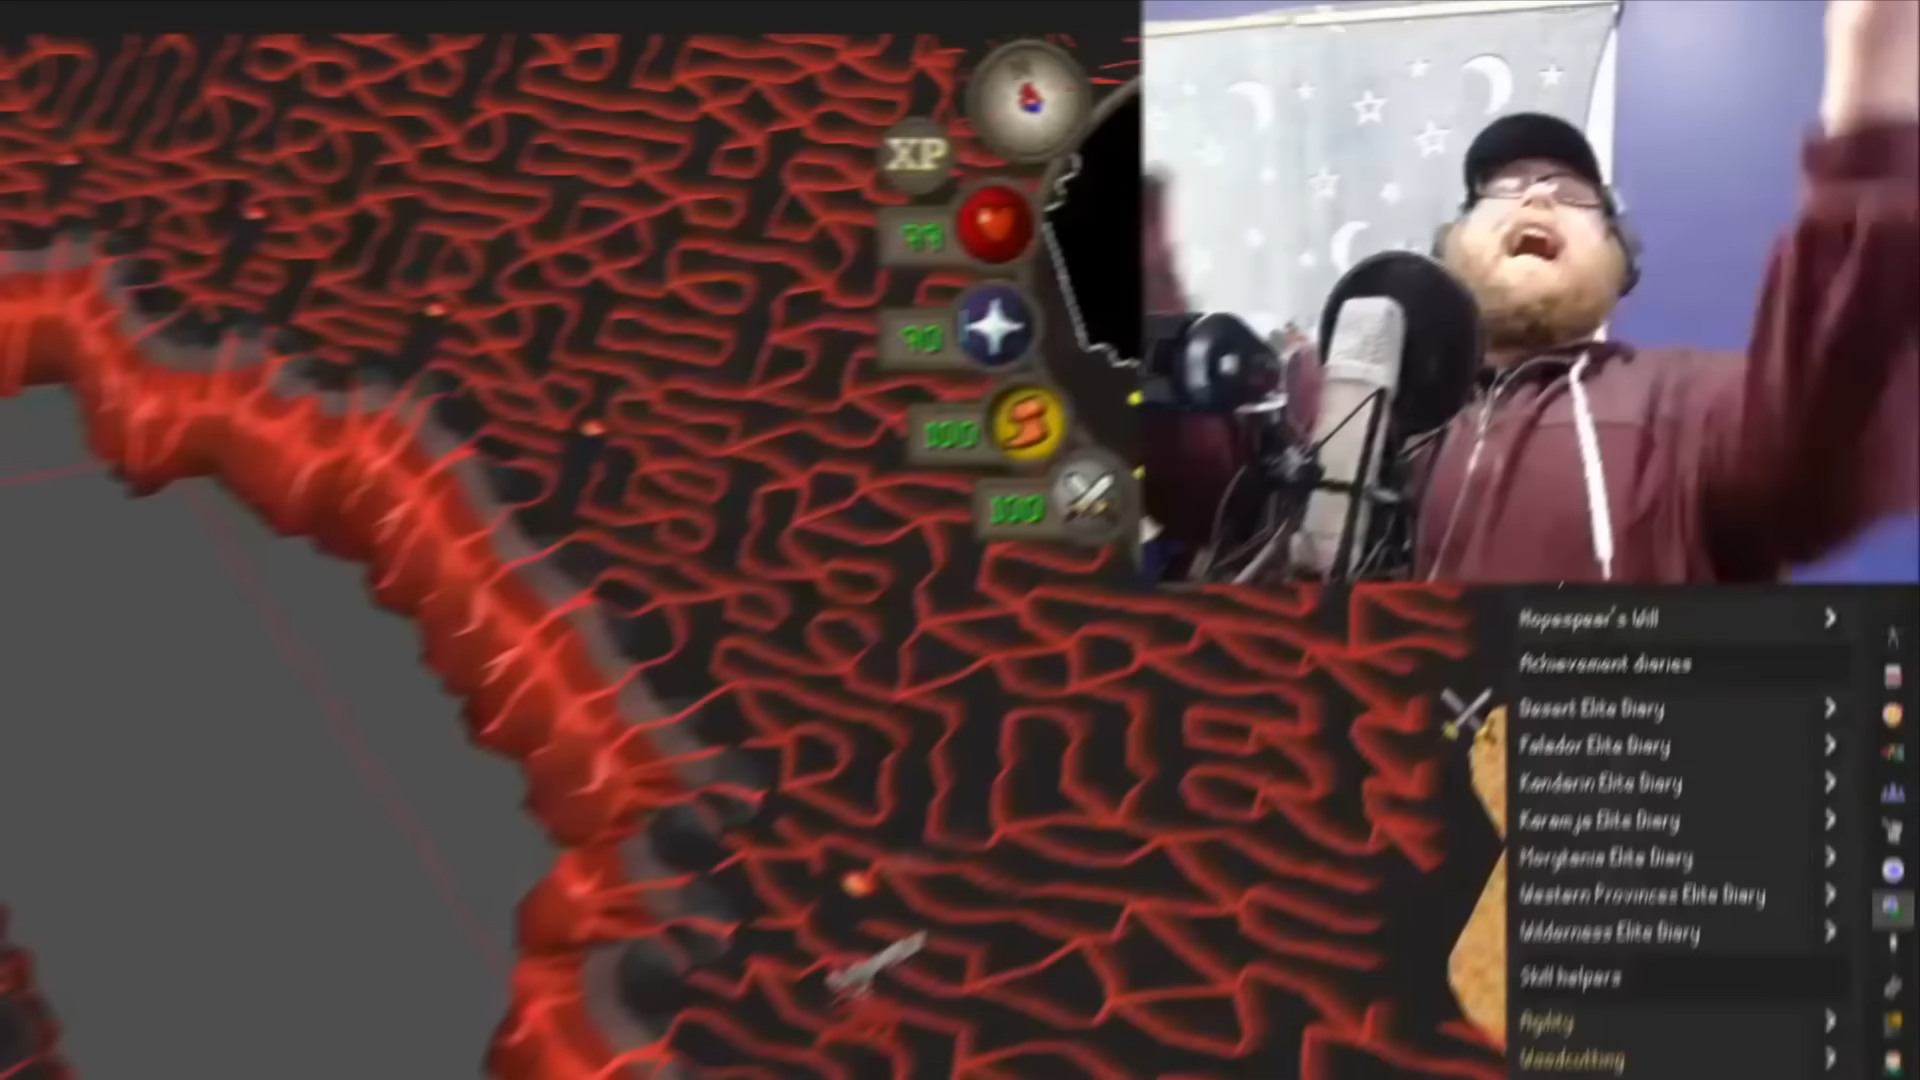 XP
99
90
100
100
Hopespear's Will
Achievement diaries
Desert Elite Diary
Falador Elite Diary
Kandarin Elite Diary
Karamja Elite Diary
Morytania Elite Diary
Western Provinces Elite Diary
Wilderness Elite Diary
Skill helpers
Agility
Woodcutting